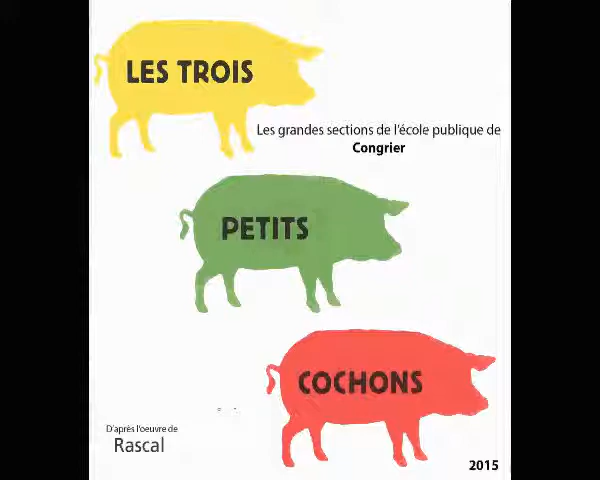 LES TROIS
Les grandes sections de l'école publique de
Congrier
PETITS
COCHONS
D'après l'oeuvre de
Rascal
2015